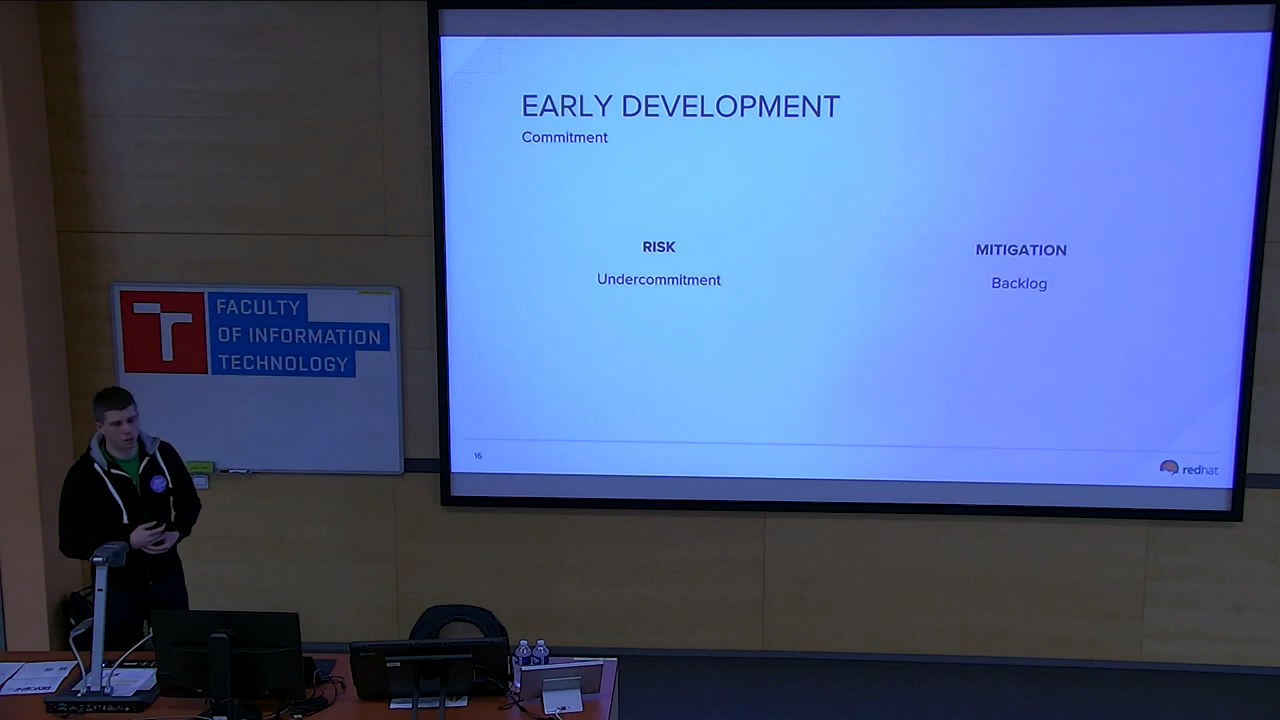 EARLY DEVELOPMENT
Commitment
RISK
Undercommitment
MITIGATION
Backlog
16
redhat
FACULTY
OF INFORMATION
TECHNOLOGY